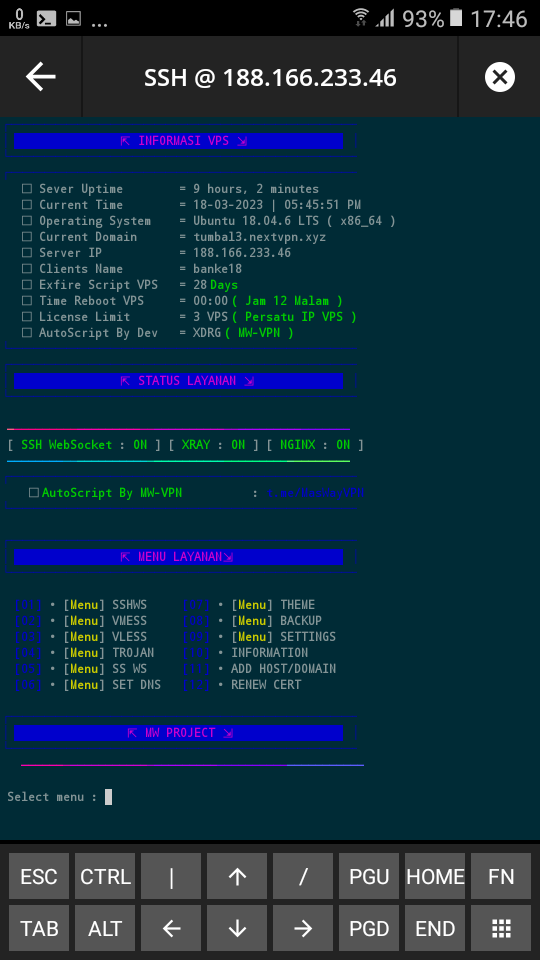 0 KB/s ... 93% 17:46
SSH @ 188.166.233.46
⇱ INFORMASI VPS ⇲
□ Sever Uptime = 9 hours, 2 minutes
□ Current Time = 18-03-2023 | 05:45:51 PM
□ Operating System = Ubuntu 18.04.6 LTS ( x86_64 )
□ Current Domain = tumbal3.nextvpn.xyz
□ Server IP = 188.166.233.46
□ Clients Name = banke18
□ Exfire Script VPS = 28 Days
□ Time Reboot VPS = 00:00 ( Jam 12 Malam )
□ License Limit = 3 VPS ( Persatu IP VPS )
□ AutoScript By Dev = XDRG ( MW-VPN )
⇱ STATUS LAYANAN ⇲
[ SSH WebSocket : ON ] [ XRAY : ON ] [ NGINX : ON ]
□ AutoScript By MW-VPN :
⇱ MENU LAYANAN⇲
[01] • [Menu] SSHWS [07] • [Menu] THEME
[02] • [Menu] VMESS [08] • [Menu] BACKUP
[03] • [Menu] VLESS [09] • [Menu] SETTINGS
[04] • [Menu] TROJAN [10] • INFORMATION
[05] • [Menu] SS WS [11] • ADD HOST/DOMAIN
[06] • [Menu] SET DNS [12] • RENEW CERT
⇱ MW PROJECT ⇲
Select menu :
ESC CTRL | ↑ / PGU HOME FN
TAB ALT ← ↓ → PGD END